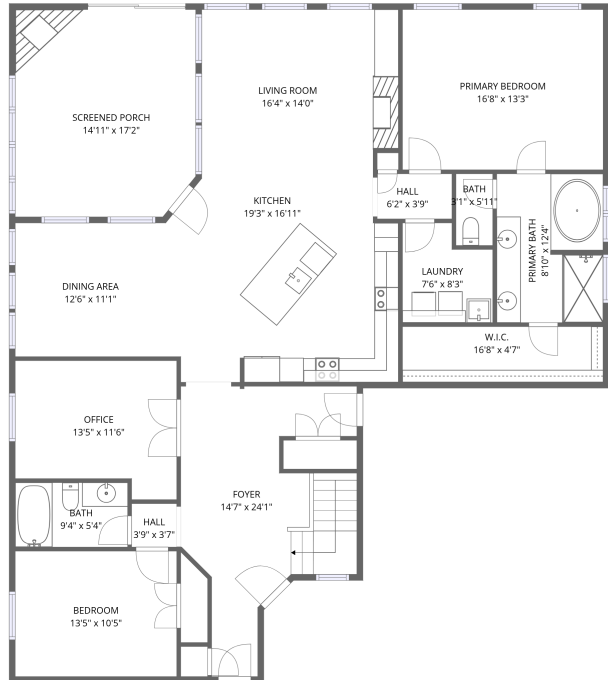 LIVING ROOM
16'4" x 14'0"
PRIMARY BEDROOM
16'8" x 13'3"
SCREENED PORCH
14'11" x 17'2"
HALL
6'2" x 3'9"
BATH
3'1" x 5'11"
KITCHEN
19'3" x 16'11"
PRIMARY BATH
8'10" x 12'4"
LAUNDRY
7'6" x 8'3"
DINING AREA
12'6" x 11'1"
W.I.C.
16'8" x 4'7"
OFFICE
13'5" x 11'6"
FOYER
14'7" x 24'1"
BATH
9'4" x 5'4"
HALL
3'9" x 3'7"
BEDROOM
13'5" x 10'5"